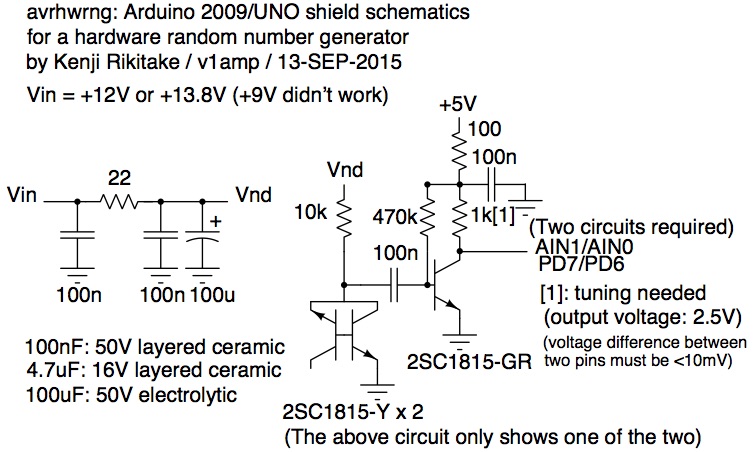 avrhwrng: Arduino 2009/UNO shield schematics
for a hardware random number generator
by Kenji Rikitake / v1amp / 13-SEP-2015
Vin = +12V or +13.8V (+9V didn't work)
+5V
100
100n
Vnd
22
Vin
Vnd
10k
470k
1k[1]
(Two circuits required)
+
100n
AIN1/AIN0
PD7/PD6
100n
100n
100u
[1]: tuning needed
(output voltage: 2.5V)
(voltage difference between
two pins must be <10mV)
100nF: 50V layered ceramic
4.7uF: 16V layered ceramic
100uF: 50V electrolytic
2SC1815-GR
2SC1815-Y x 2
(The above circuit only shows one of the two)